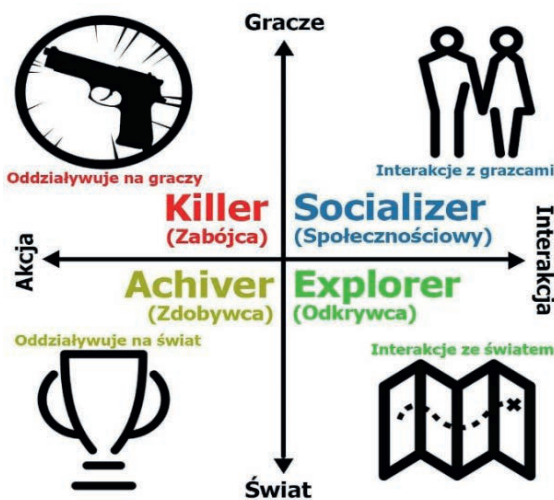 Gracze
Oddziaływuje na graczy
Interakcje z grazcami
Killer
(Zabójca)
Socializer
(Społecznościowy)
Akcja
Interakcja
Achiver
(Zdobywca)
Explorer
(Odkrywca)
Oddziaływuje na świat
Interakcje ze światem
Świat